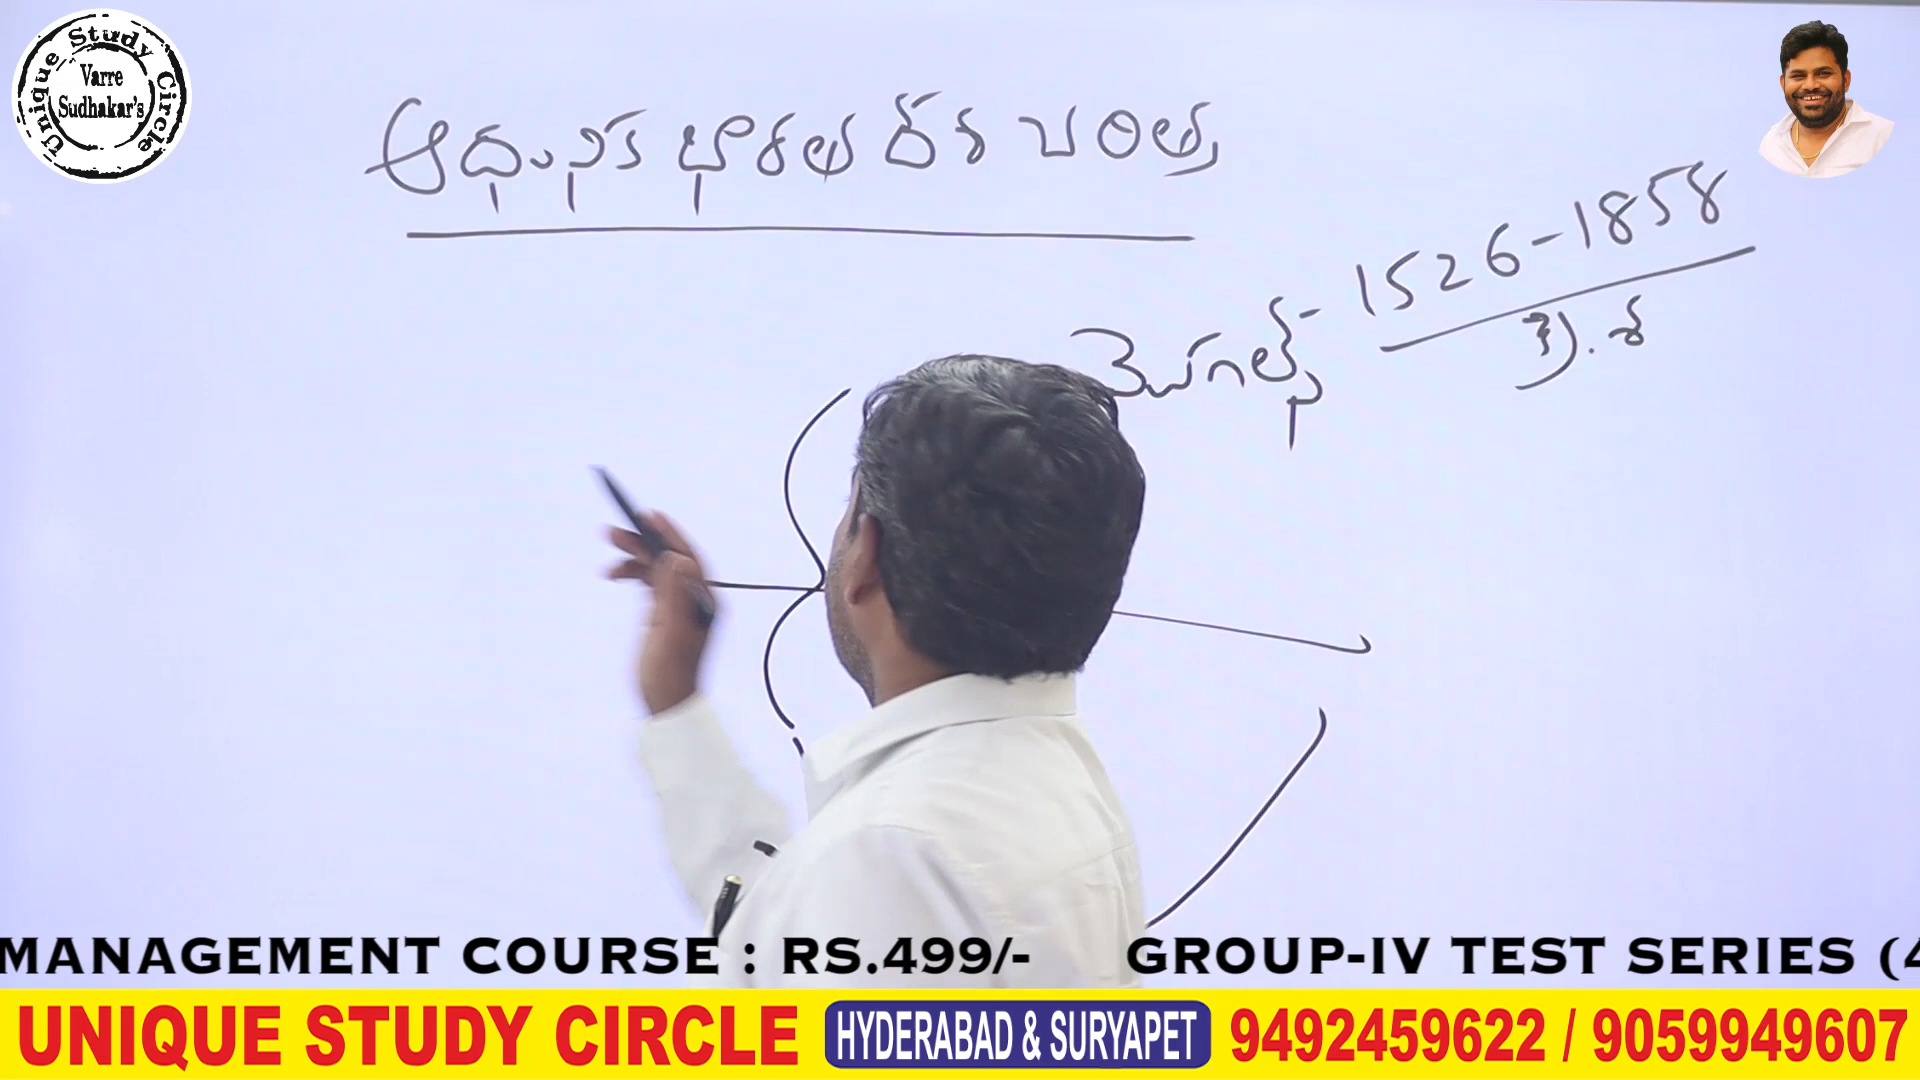 Unique Study Circle
Varre
Sudhakar's
ఆధునిక భారత దేశ చరిత్ర
మొగల్స్ - 1526-1858
క్రీ.శ
MANAGEMENT COURSE : RS.499/- GROUP-IV TEST SERIES (4
UNIQUE STUDY CIRCLE HYDERABAD & SURYAPET 9492459622 / 9059949607